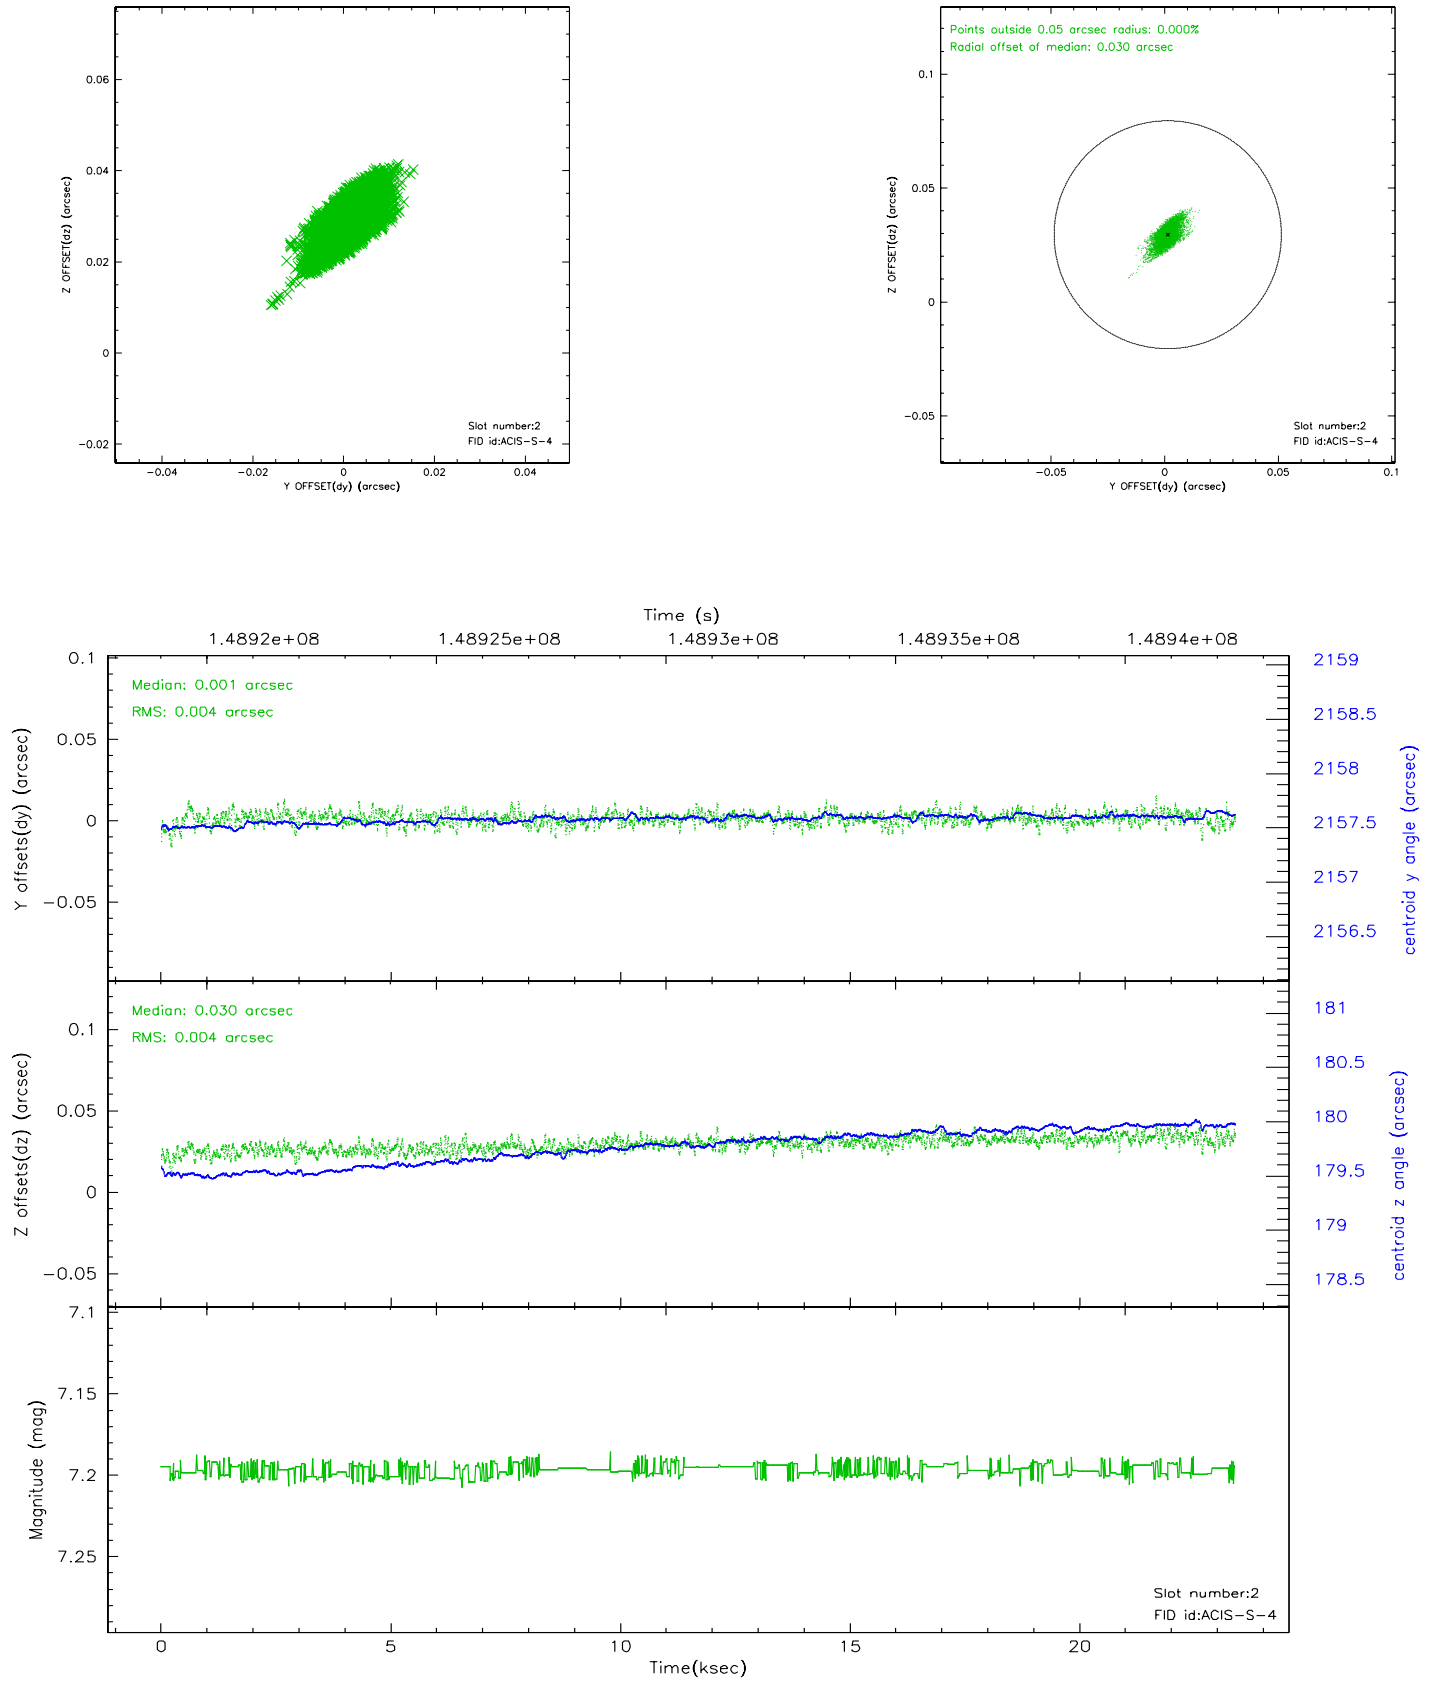 0.06
0.04
0.02
0
-0.02
Z OFFSET(dz) (arcsec)
Slot number:2
FID id:ACIS-S-4
-0.04 -0.02 0 0.02 0.04
Y OFFSET(dy) (arcsec)
Points outside 0.05 arcsec radius: 0.000%
Radial offset of median: 0.030 arcsec
0.1
0.05
0
-0.05
Z OFFSET(dz) (arcsec)
Slot number:2
FID id:ACIS-S-4
-0.05 0 0.05 0.1
Y OFFSET(dy) (arcsec)
Time (s)
1.4892e+08 1.48925e+08 1.4893e+08 1.48935e+08 1.4894e+08
Median: 0.001 arcsec
RMS: 0.004 arcsec
0.1
0.05
0
-0.05
Y offsets(dy) (arcsec)
2159
2158.5
2158
2157.5
2157
2156.5
centroid y angle (arcsec)
Median: 0.030 arcsec
RMS: 0.004 arcsec
0.1
0.05
0
-0.05
Z offsets(dz) (arcsec)
181
180.5
180
179.5
179
178.5
centroid z angle (arcsec)
7.1
7.15
7.2
7.25
Magnitude (mag)
Slot number:2
FID id:ACIS-S-4
0 5 10 15 20
Time(ksec)